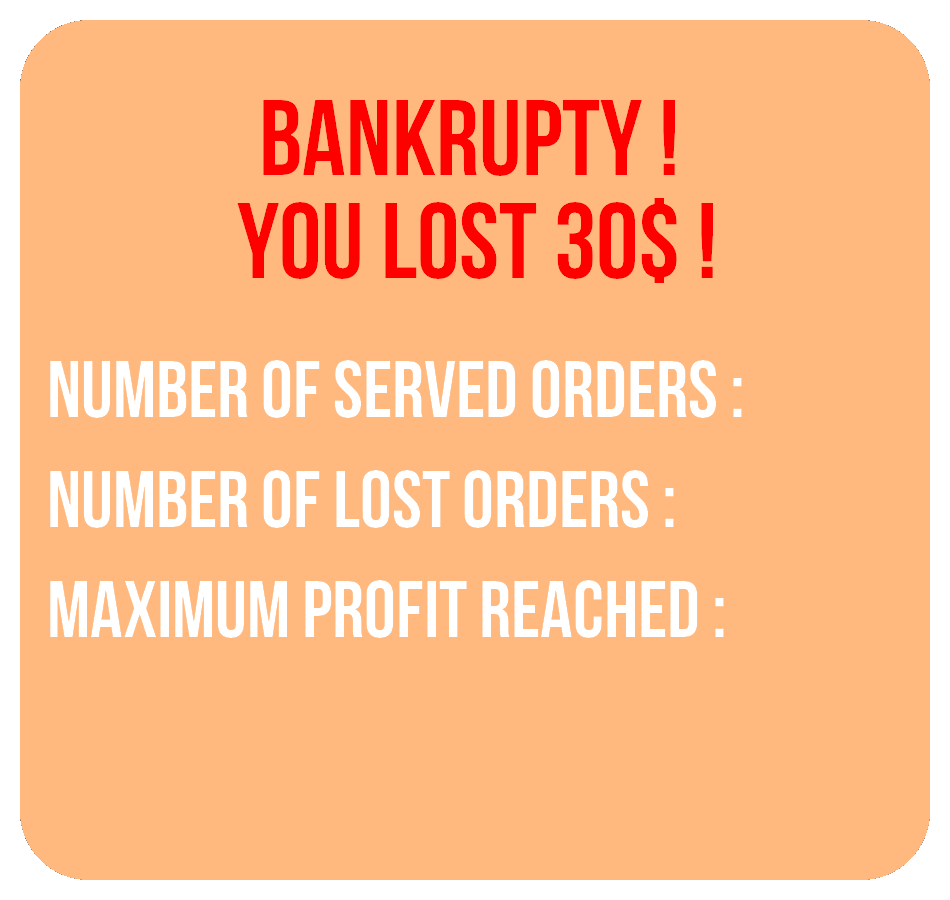 BANKRUPTY !
YOU LOST 30$ !
NUMBER OF SERVED ORDERS :
NUMBER OF LOST ORDERS :
MAXIMUM PROFIT REACHED :